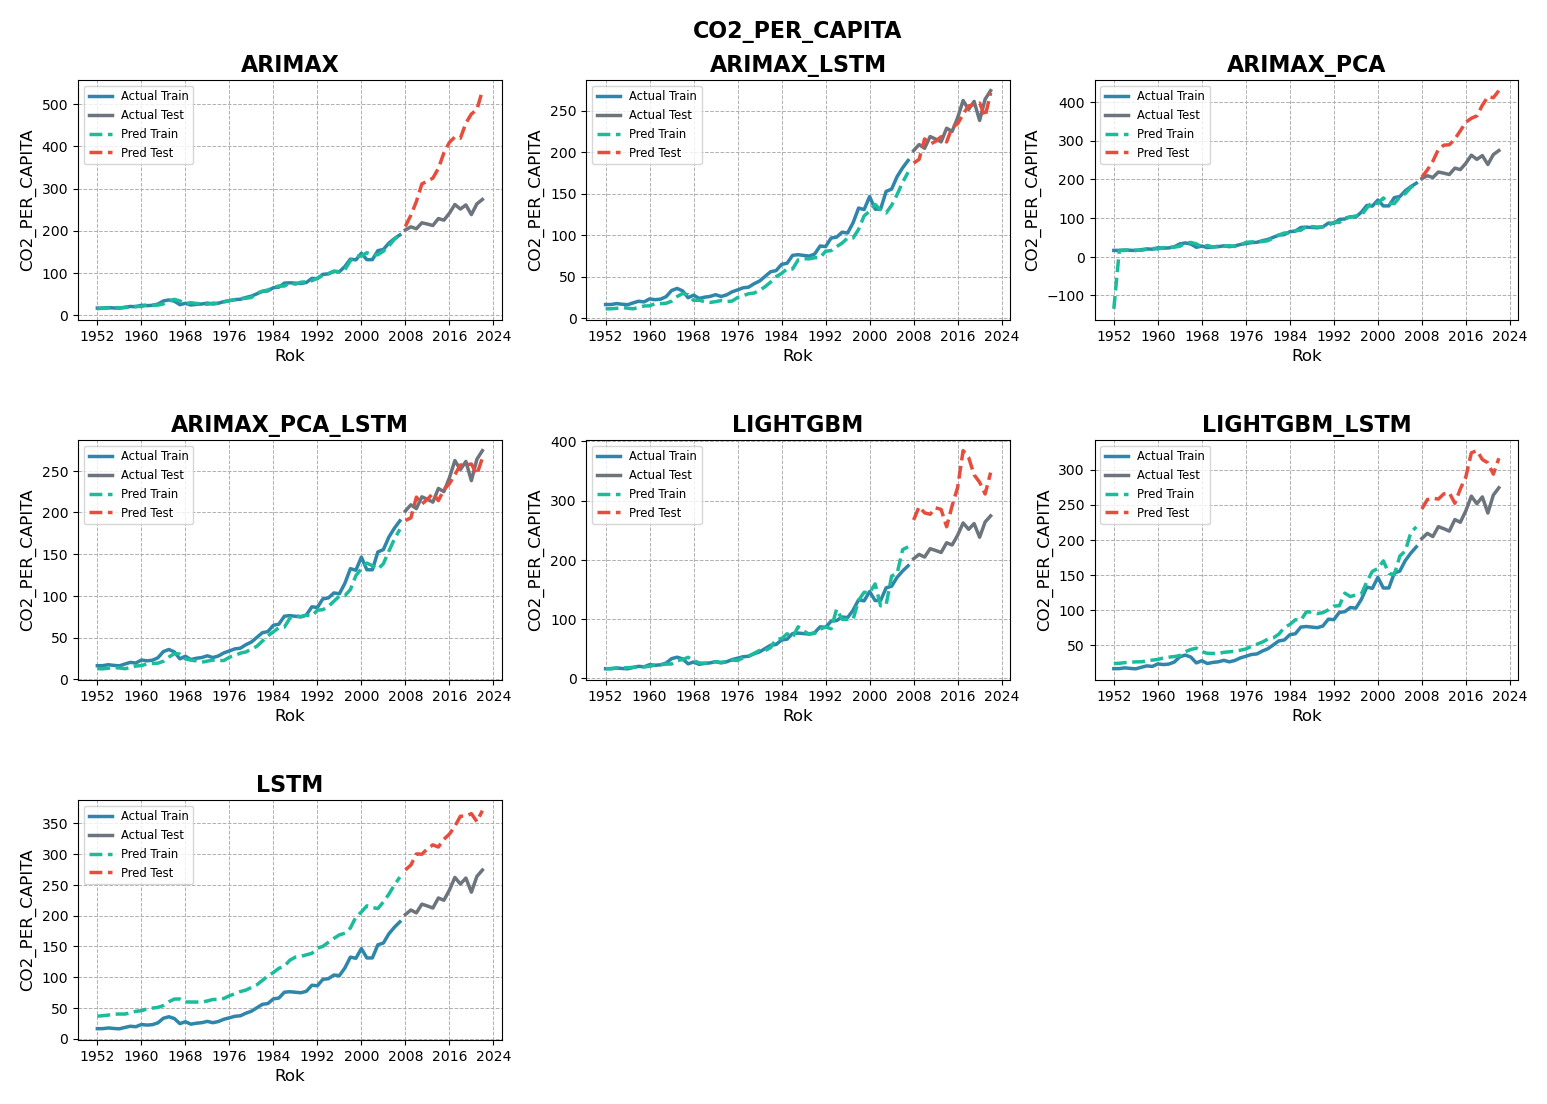 CO2_PER_CAPITA
ARIMAX
CO2_PER_CAPITA
500
400
300
200
100
0
Actual Train
Actual Test
Pred Train
Pred Test
1952 1960 1968 1976 1984 1992 2000 2008 2016 2024
Rok
ARIMAX_LSTM
CO2_PER_CAPITA
250
200
150
100
50
0
Actual Train
Actual Test
Pred Train
Pred Test
1952 1960 1968 1976 1984 1992 2000 2008 2016 2024
Rok
ARIMAX_PCA
CO2_PER_CAPITA
400
300
200
100
0
−100
Actual Train
Actual Test
Pred Train
Pred Test
1952 1960 1968 1976 1984 1992 2000 2008 2016 2024
Rok
ARIMAX_PCA_LSTM
CO2_PER_CAPITA
250
200
150
100
50
0
Actual Train
Actual Test
Pred Train
Pred Test
1952 1960 1968 1976 1984 1992 2000 2008 2016 2024
Rok
LIGHTGBM
CO2_PER_CAPITA
400
300
200
100
0
Actual Train
Actual Test
Pred Train
Pred Test
1952 1960 1968 1976 1984 1992 2000 2008 2016 2024
Rok
LIGHTGBM_LSTM
CO2_PER_CAPITA
300
250
200
150
100
50
Actual Train
Actual Test
Pred Train
Pred Test
1952 1960 1968 1976 1984 1992 2000 2008 2016 2024
Rok
LSTM
CO2_PER_CAPITA
350
300
250
200
150
100
50
0
Actual Train
Actual Test
Pred Train
Pred Test
1952 1960 1968 1976 1984 1992 2000 2008 2016 2024
Rok